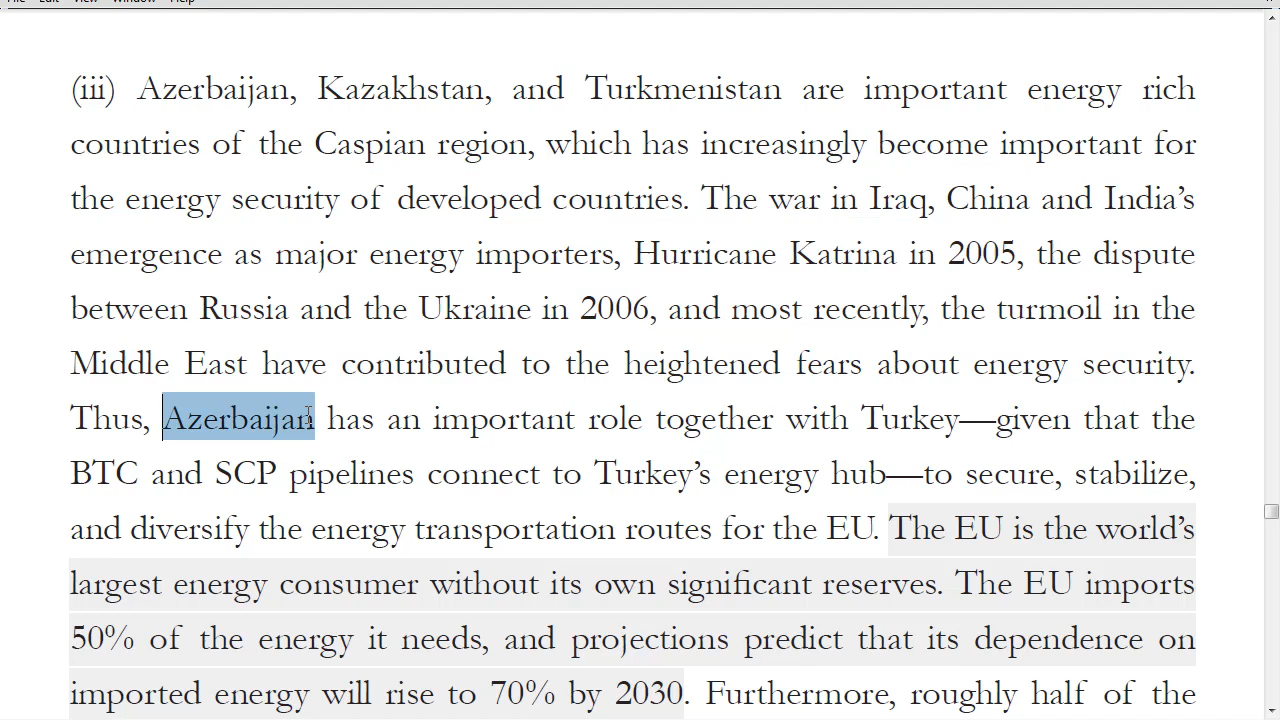 File Edit View Window Help
(iii) Azerbaijan, Kazakhstan, and Turkmenistan are important energy rich
countries of the Caspian region, which has increasingly become important for
the energy security of developed countries. The war in Iraq, China and India’s
emergence as major energy importers, Hurricane Katrina in 2005, the dispute
between Russia and the Ukraine in 2006, and most recently, the turmoil in the
Middle East have contributed to the heightened fears about energy security.
Thus, Azerbaijan has an important role together with Turkey—given that the
BTC and SCP pipelines connect to Turkey’s energy hub—to secure, stabilize,
and diversify the energy transportation routes for the EU. The EU is the world’s
largest energy consumer without its own significant reserves. The EU imports
50% of the energy it needs, and projections predict that its dependence on
imported energy will rise to 70% by 2030. Furthermore, roughly half of the